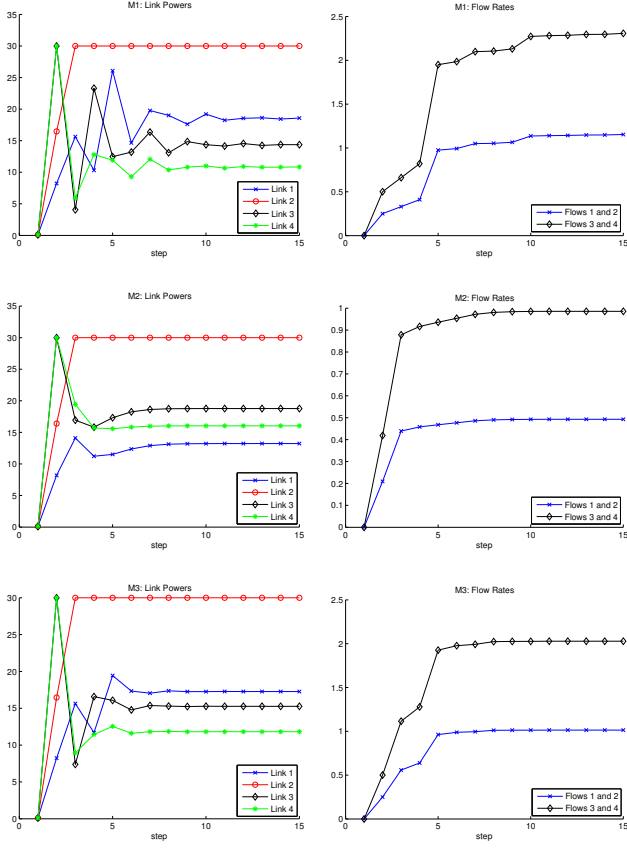 M1: Link Powers
35
30
25
20
15
10
5
0
0
5
10
15
step
Link 1
Link 2
Link 3
Link 4
M1: Flow Rates
2.5
2
1.5
1
0.5
0
0
5
10
15
step
Flows 1 and 2
Flows 3 and 4
M2: Link Powers
35
30
25
20
15
10
5
0
0
5
10
15
step
Link 1
Link 2
Link 3
Link 4
M2: Flow Rates
1
0.9
0.8
0.7
0.6
0.5
0.4
0.3
0.2
0.1
0
0
5
10
15
step
Flows 1 and 2
Flows 3 and 4
M3: Link Powers
30
25
20
15
10
5
0
0
5
10
15
step
Link 1
Link 2
Link 3
Link 4
M3: Flow Rates
2.5
2
1.5
1
0.5
0
0
5
10
15
step
Flows 1 and 2
Flows 3 and 4